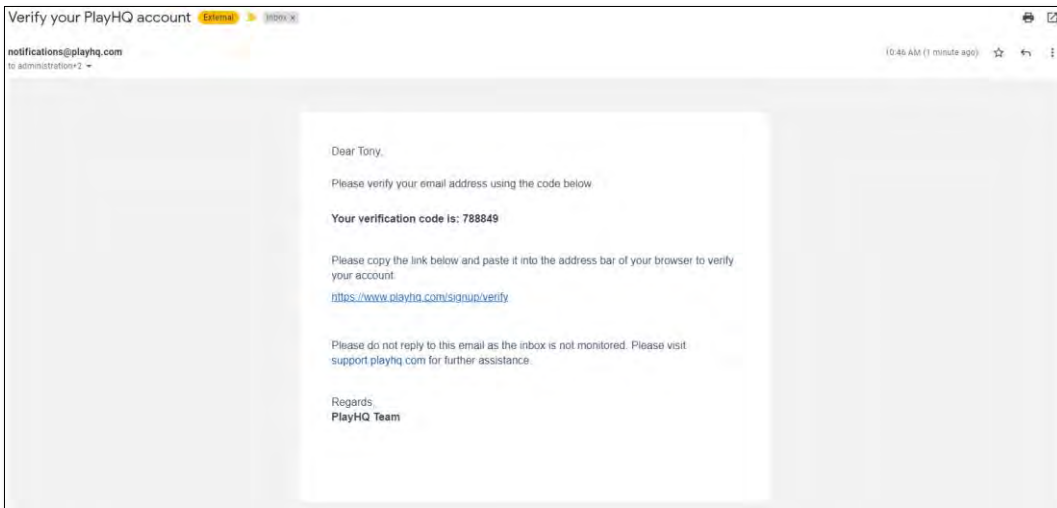 Verify your PlayHQ account External Inbox x
notifications@playhq.com
10:46 AM (1 minute ago)
to administration+2
Dear Tony,
Please verify your email address using the code below
Your verification code is: 788849
Please copy the link below and paste it into the address bar of your browser to verify
your account.
https://www.playhq.com/signup/verify
Please do not reply to this email as the inbox is not monitored. Please visit
support.playhq.com for further assistance.
Regards,
PlayHQ Team